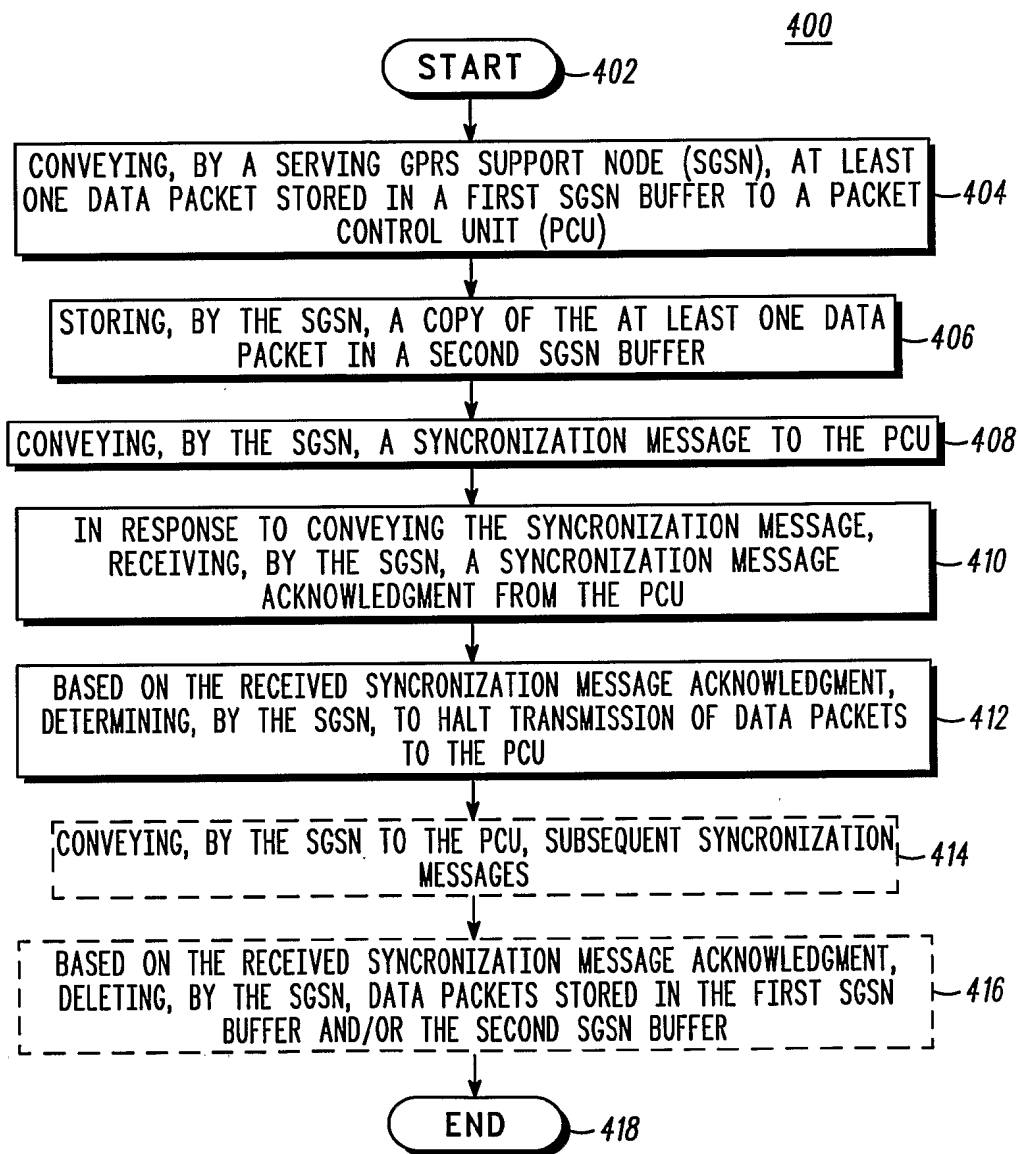 400
START
402
CONVEYING, BY A SERVING GPRS SUPPORT NODE (SGSN), AT LEAST
ONE DATA PACKET STORED IN A FIRST SGSN BUFFER TO A PACKET
CONTROL UNIT (PCU)
404
STORING, BY THE SGSN, A COPY OF THE AT LEAST ONE DATA
PACKET IN A SECOND SGSN BUFFER
406
CONVEYING, BY THE SGSN, A SYNCRONIZATION MESSAGE TO THE PCU
408
IN RESPONSE TO CONVEYING THE SYNCRONIZATION MESSAGE,
RECEIVING, BY THE SGSN, A SYNCRONIZATION MESSAGE
ACKNOWLEDGMENT FROM THE PCU
410
BASED ON THE RECEIVED SYNCRONIZATION MESSAGE ACKNOWLEDGMENT,
DETERMINING, BY THE SGSN, TO HALT TRANSMISSION OF DATA PACKETS
TO THE PCU
412
CONVEYING, BY THE SGSN TO THE PCU, SUBSEQUENT SYNCRONIZATION
MESSAGES
414
BASED ON THE RECEIVED SYNCRONIZATION MESSAGE ACKNOWLEDGMENT,
DELETING, BY THE SGSN, DATA PACKETS STORED IN THE FIRST SGSN
BUFFER AND/OR THE SECOND SGSN BUFFER
416
END
418